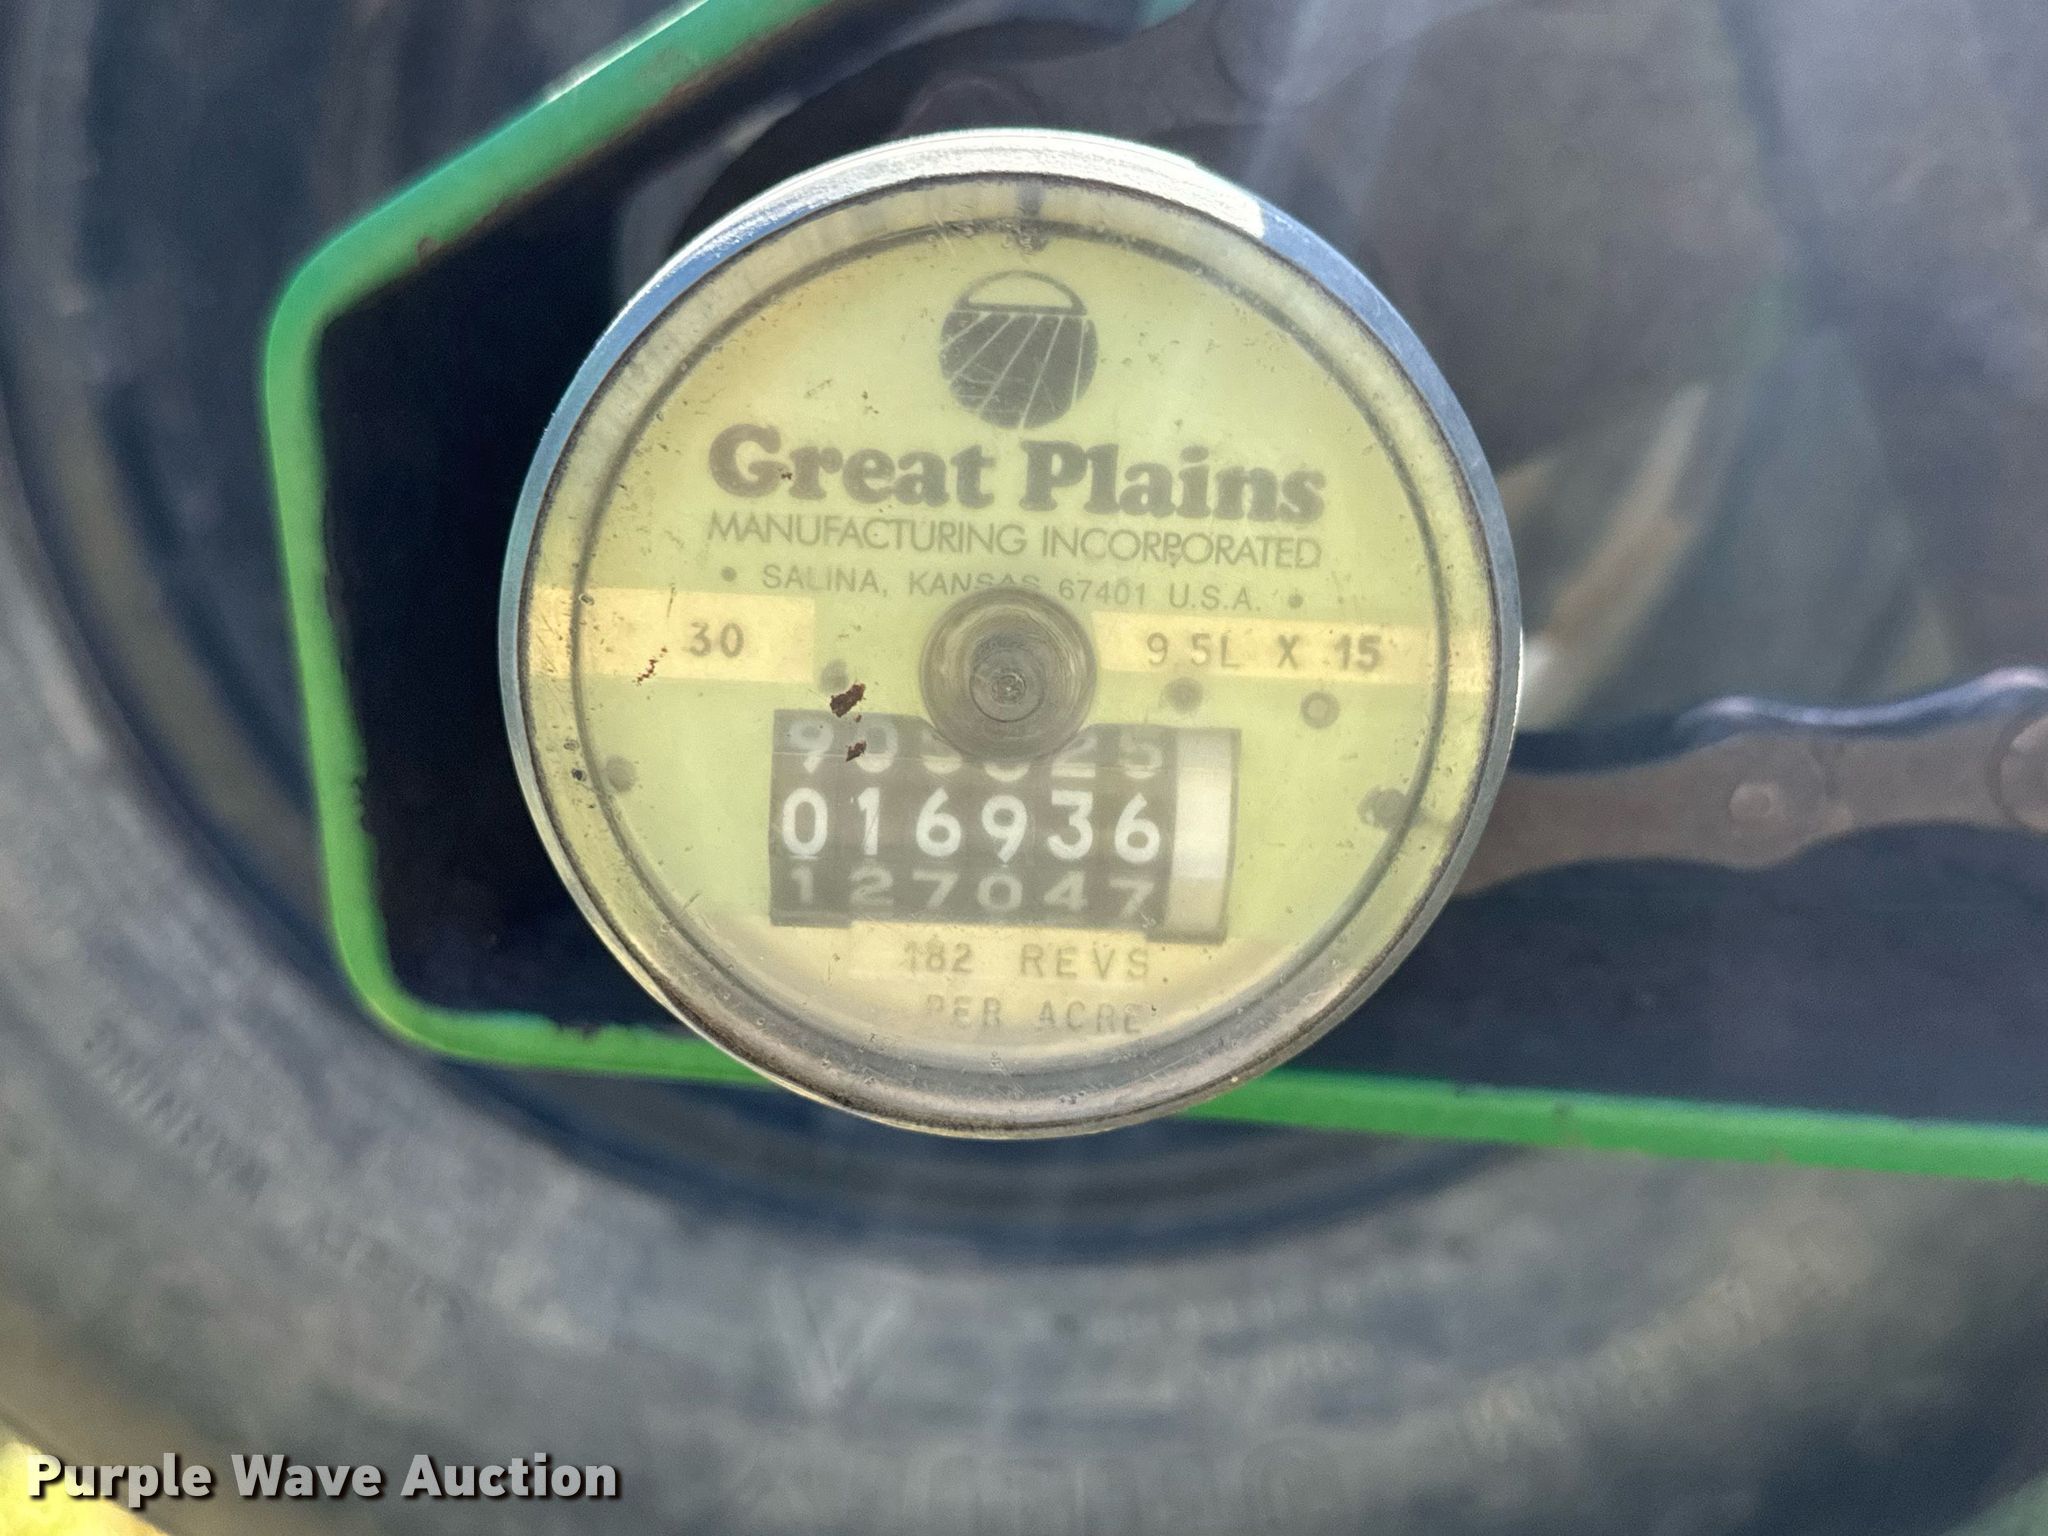 Great Plains
MANUFACTURING INCORPORATED
• SALINA, KANSAS 67401 U.S.A. •
30 9 5L X 15
016936
127047
182 REVS
PER ACRE
Purple Wave Auction